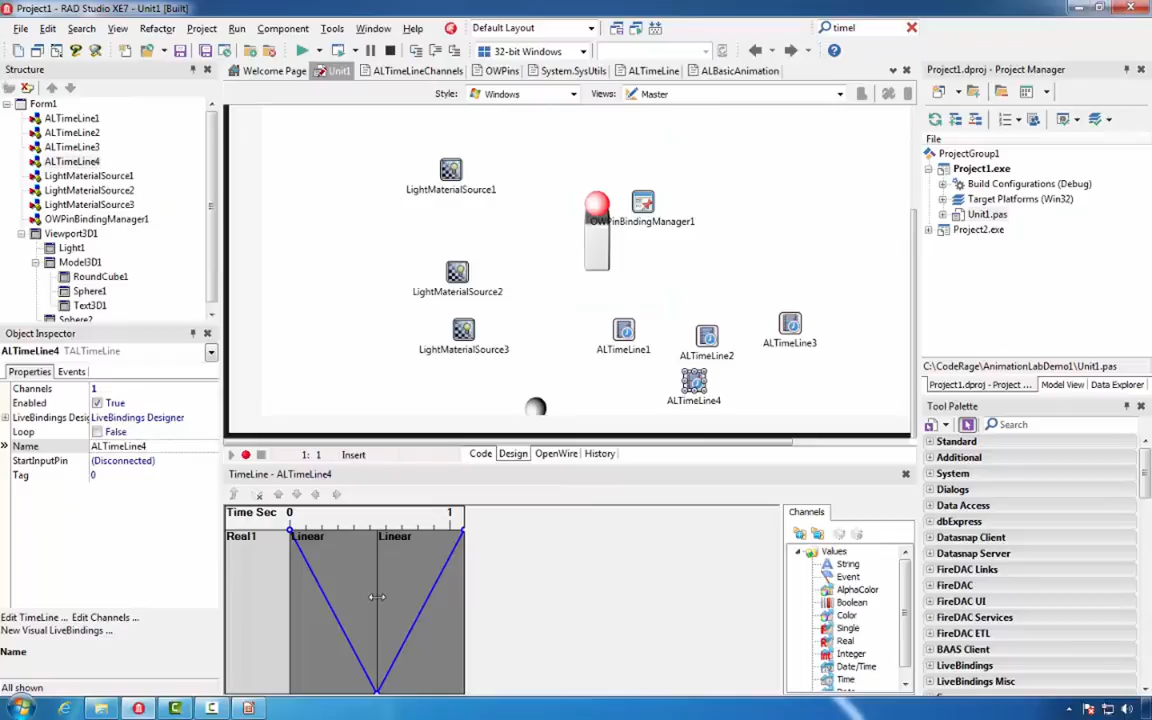 Project1 - RAD Studio XE7 - Unit1 [Built]
File Edit Search View Refactor Project Run Component Tools Window Help
Default Layout
timel
32-bit Windows
Structure
Welcome Page Unit1 ALTimeLineChannels OWPins System.SysUtils ALTimeLine ALBasicAnimation
Style: Windows Views: Master
Form1
ALTimeLine1
ALTimeLine2
ALTimeLine3
ALTimeLine4
LightMaterialSource1
LightMaterialSource2
LightMaterialSource3
OWPinBindingManager1
Viewport3D1
Light1
Model3D1
RoundCube1
Sphere1
Text3D1
Sphere2
Object Inspector
ALTimeLine4 TALTimeLine
Properties Events
Channels 1
Enabled True
LiveBindings Desig LiveBindings Designer
Loop False
Name ALTimeLine4
StartInputPin (Disconnected)
Tag 0
Edit TimeLine ... Edit Channels ...
New Visual LiveBindings ...
Name
All shown
LightMaterialSource1
OWPinBindingManager1
LightMaterialSource2
LightMaterialSource3
ALTimeLine1
ALTimeLine2
ALTimeLine3
ALTimeLine4
1: 1 Insert Code Design OpenWire History
TimeLine - ALTimeLine4
Time Sec 0 1
Real1 Linear Linear
Channels
Values
String
Event
AlphaColor
Boolean
Color
Single
Real
Integer
Date/Time
Time
Project1.dproj - Project Manager
File
ProjectGroup1
Project1.exe
Build Configurations (Debug)
Target Platforms (Win32)
Unit1.pas
Project2.exe
C:\CodeRage\AnimationLabDemo1\Unit1.pas
Project1.dproj - Project ... Model View Data Explorer
Tool Palette
Search
Standard
Additional
System
Dialogs
Data Access
dbExpress
Datasnap Client
Datasnap Server
FireDAC
FireDAC Links
FireDAC UI
FireDAC Services
FireDAC ETL
BAAS Client
LiveBindings
LiveBindings Misc